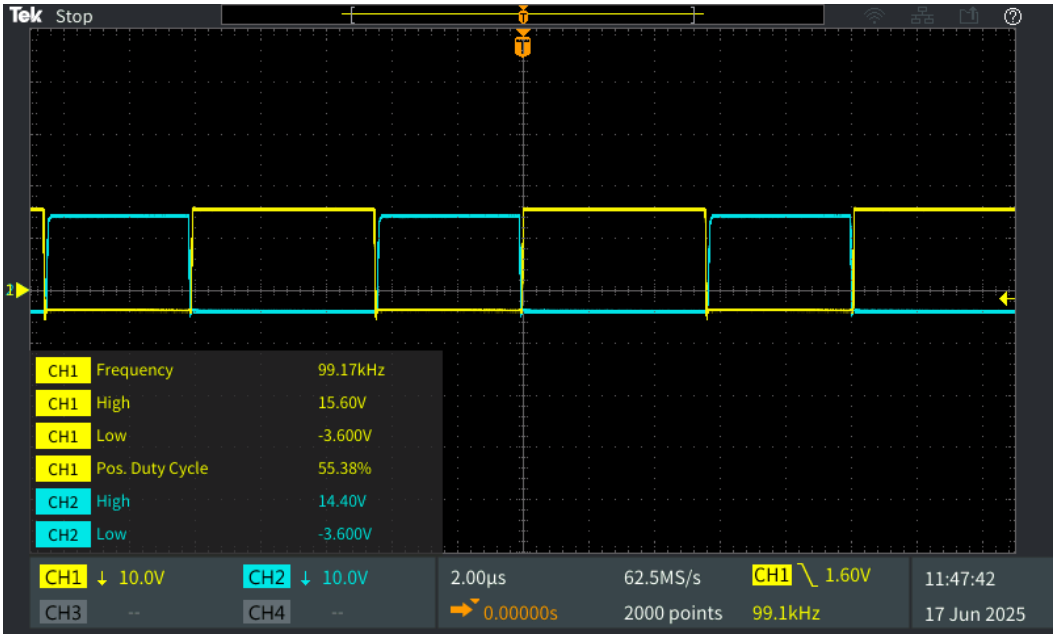 Tek Stop
T
T
CH1 Frequency 99.17kHz
CH1 High 15.60V
CH1 Low -3.600V
CH1 Pos. Duty Cycle 55.38%
CH2 High 14.40V
CH2 Low -3.600V
CH1 ↓ 10.0V CH2 ↓ 10.0V 2.00µs 62.5MS/s CH1 \ 1.60V 11:47:42
CH3 -- CH4 -- 0.00000s 2000 points 99.1kHz 17 Jun 2025